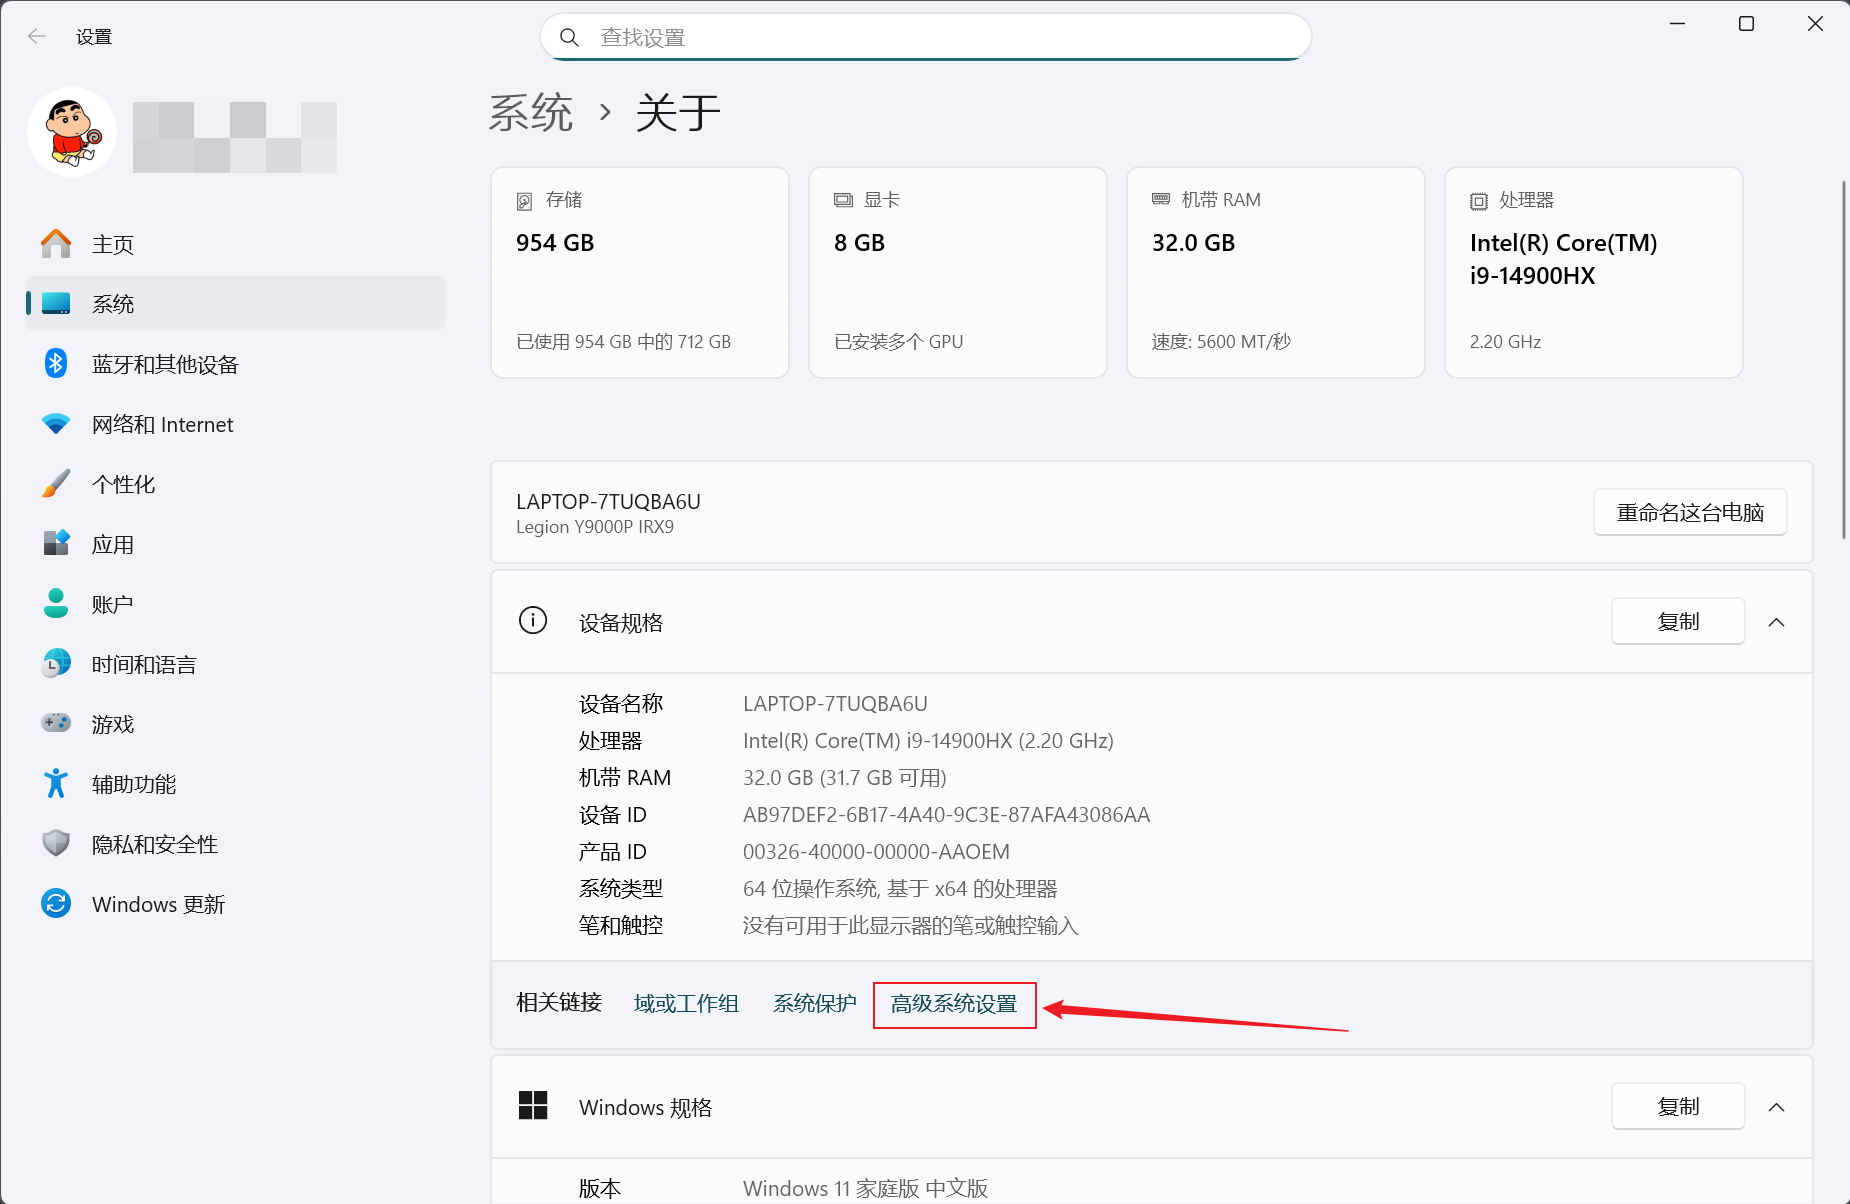 设置
查找设置
系统 › 关于
存储
954 GB
已使用 954 GB 中的 712 GB
显卡
8 GB
已安装多个 GPU
机带 RAM
32.0 GB
速度: 5600 MT/秒
处理器
Intel(R) Core(TM)
i9-14900HX
2.20 GHz
主页
系统
蓝牙和其他设备
网络和 Internet
个性化
应用
账户
时间和语言
游戏
辅助功能
隐私和安全性
Windows 更新
LAPTOP-7TUQBA6U
Legion Y9000P IRX9
重命名这台电脑
设备规格
复制
设备名称 LAPTOP-7TUQBA6U
处理器 Intel(R) Core(TM) i9-14900HX (2.20 GHz)
机带 RAM 32.0 GB (31.7 GB 可用)
设备 ID AB97DEF2-6B17-4A40-9C3E-87AFA43086AA
产品 ID 00326-40000-00000-AAOEM
系统类型 64 位操作系统, 基于 x64 的处理器
笔和触控 没有可用于此显示器的笔或触控输入
相关链接 域或工作组 系统保护 高级系统设置
Windows 规格
复制
版本 Windows 11 家庭版 中文版